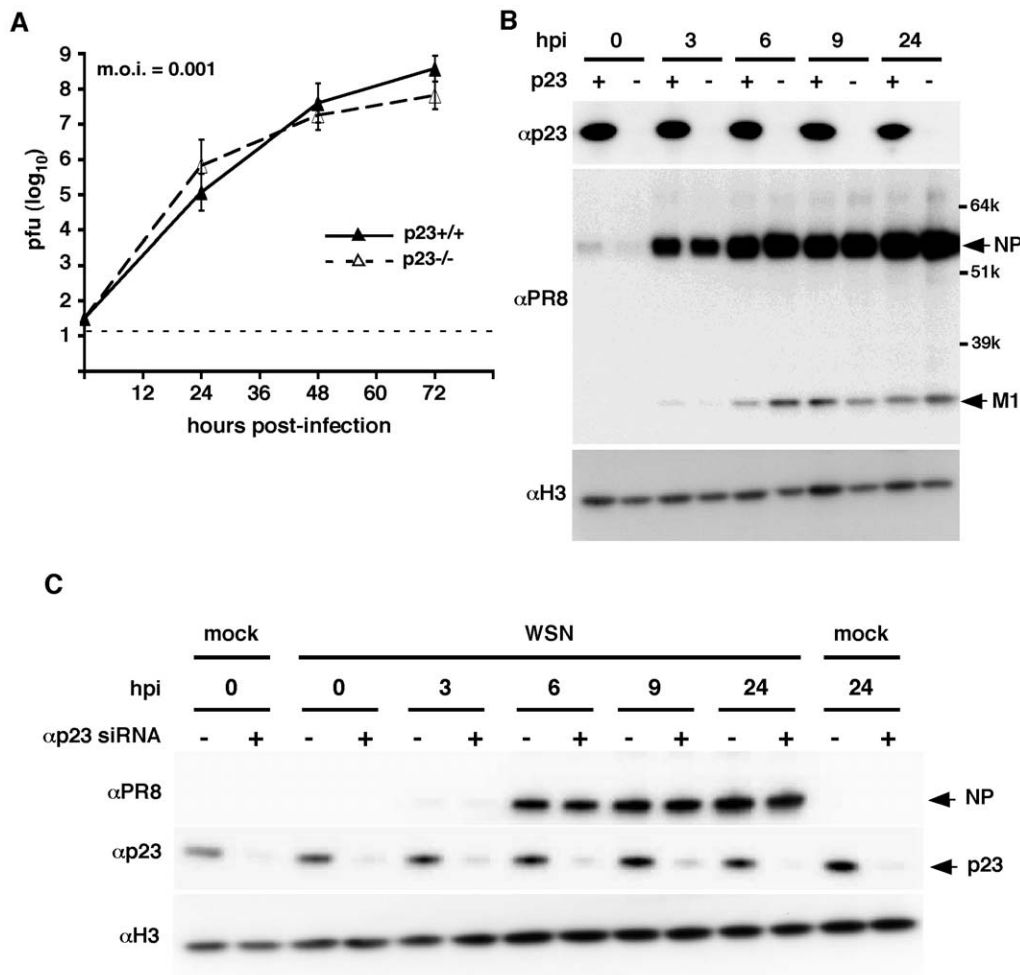 A
m.o.i. = 0.001
9
8
7
6
5
4
3
2
1
pfu (log10)
p23+/+
p23-/-
12 24 36 48 60 72
hours post-infection
B
hpi 0 3 6 9 24
p23 + - + - + - + - + -
αp23
64k
NP
51k
αPR8
39k
M1
αH3
C
mock WSN mock
hpi 0 0 3 6 9 24 24
αp23 siRNA - + - + - + - + - + - + - +
αPR8 NP
αp23 p23
αH3